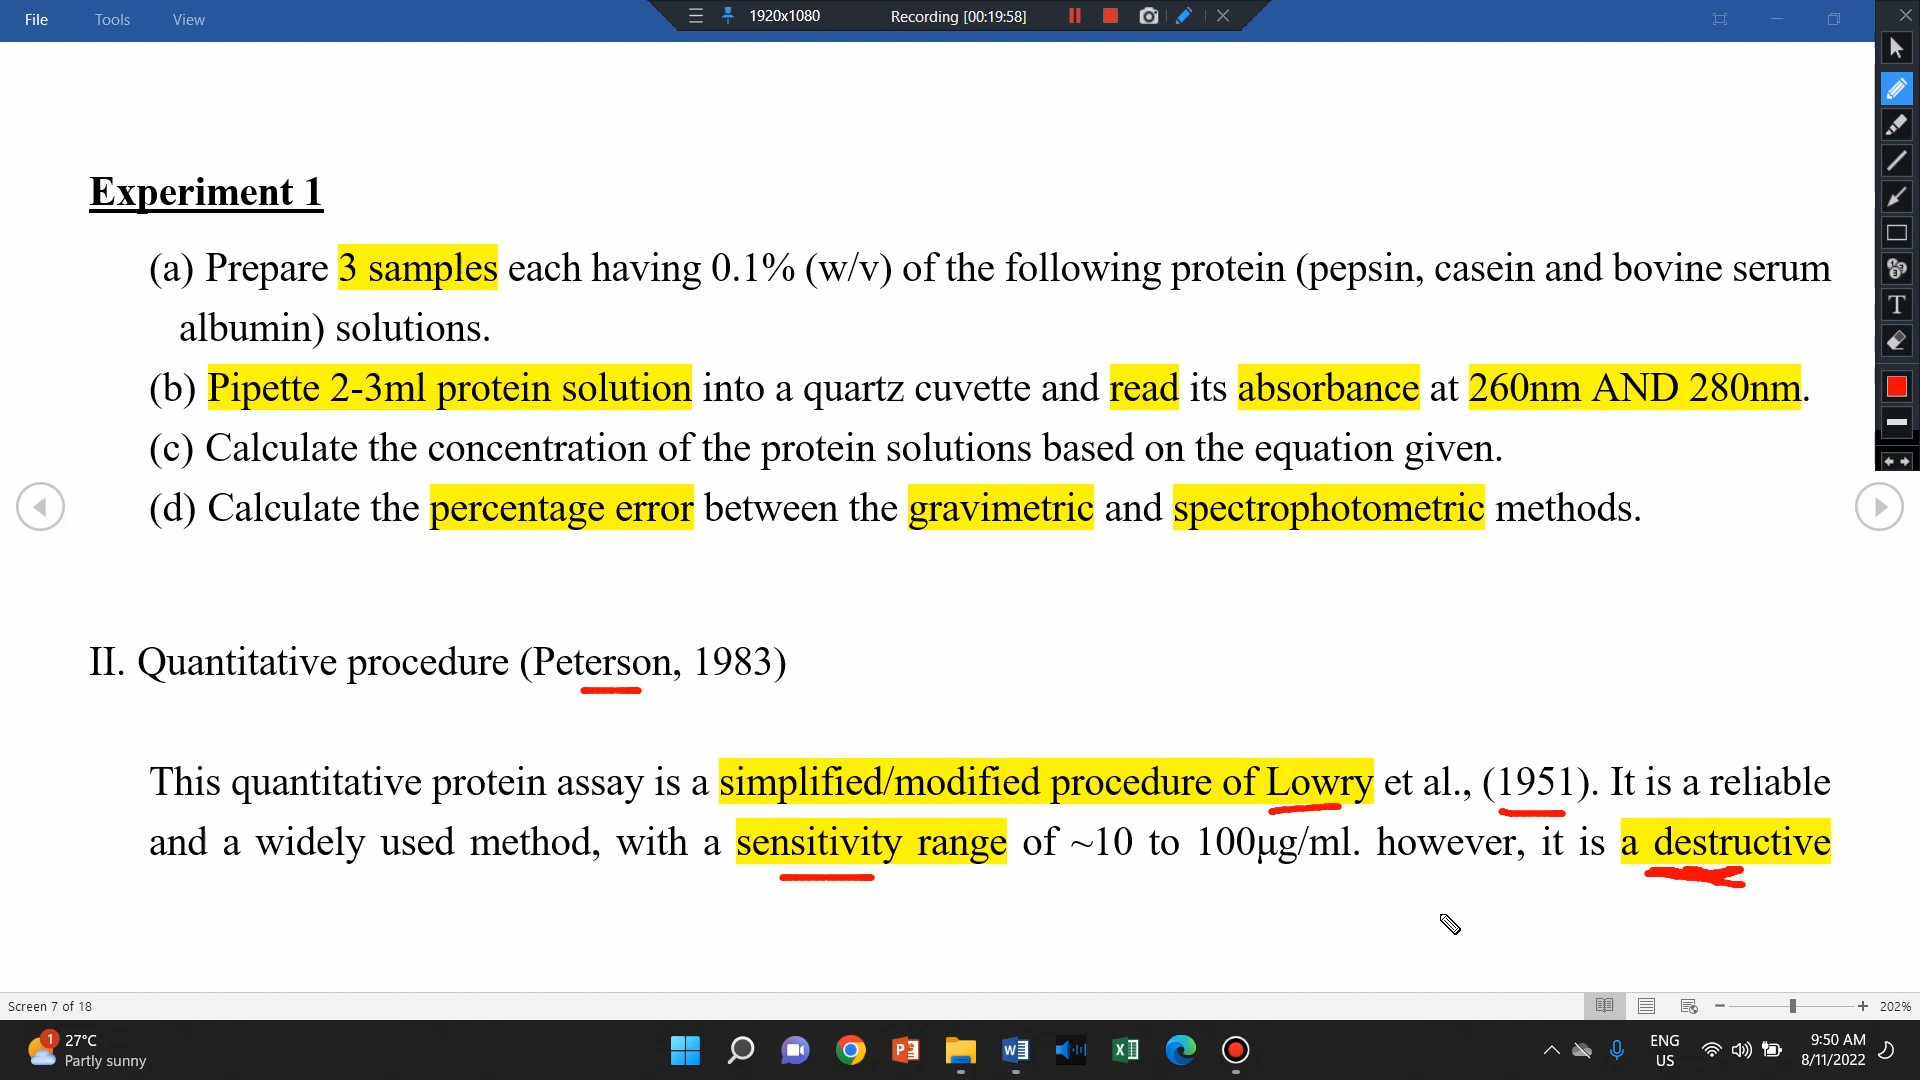 File Tools View
1920x1080 Recording [00:19:58]
Experiment 1
(a) Prepare 3 samples each having 0.1% (w/v) of the following protein (pepsin, casein and bovine serum
albumin) solutions.
(b) Pipette 2-3ml protein solution into a quartz cuvette and read its absorbance at 260nm AND 280nm.
(c) Calculate the concentration of the protein solutions based on the equation given.
(d) Calculate the percentage error between the gravimetric and spectrophotometric methods.
II. Quantitative procedure (Peterson, 1983)
This quantitative protein assay is a simplified/modified procedure of Lowry et al., (1951). It is a reliable
and a widely used method, with a sensitivity range of ~10 to 100μg/ml. however, it is a destructive
Screen 7 of 18
202%
1
27°C
Partly sunny
ENG
US
9:50 AM
8/11/2022